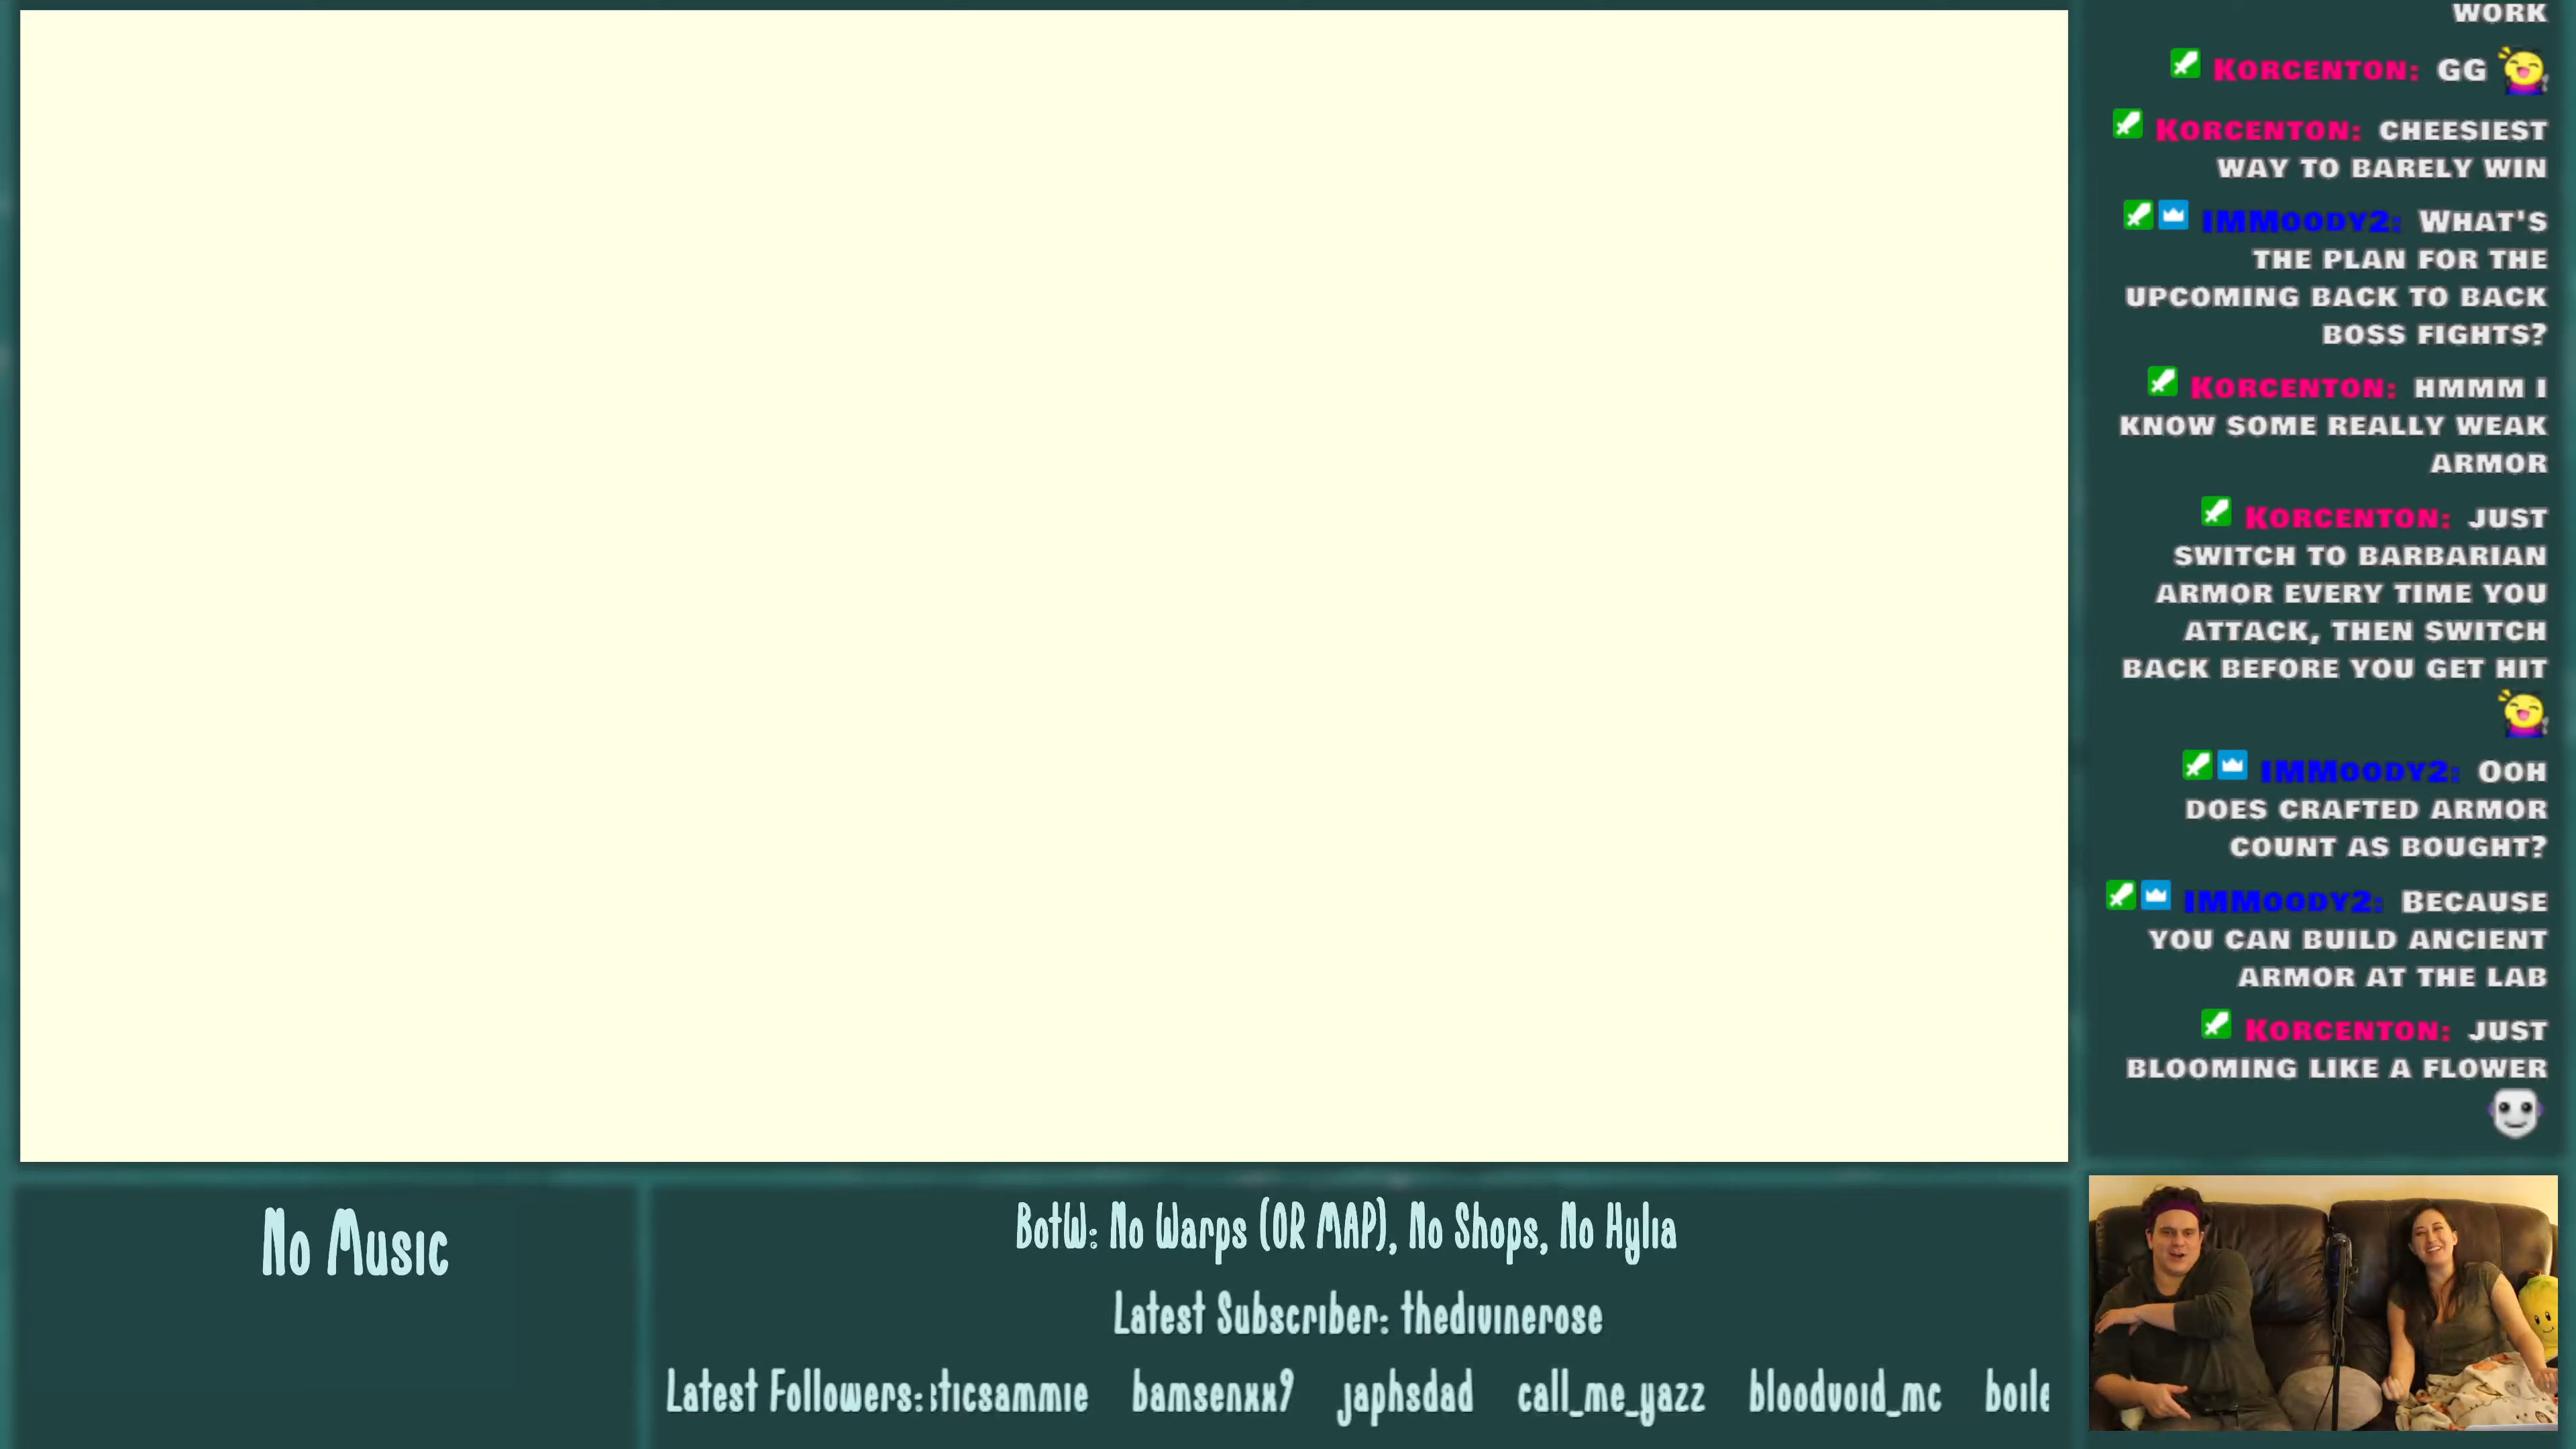 WORK
KORCENTON: GG
KORCENTON: CHEESIEST
WAY TO BARELY WIN
IMMOODY2: WHAT'S
THE PLAN FOR THE
UPCOMING BACK TO BACK
BOSS FIGHTS?
KORCENTON: HMMM I
KNOW SOME REALLY WEAK
ARMOR
KORCENTON: JUST
SWITCH TO BARBARIAN
ARMOR EVERY TIME YOU
ATTACK, THEN SWITCH
BACK BEFORE YOU GET HIT
IMMOODY2: OOH
DOES CRAFTED ARMOR
COUNT AS BOUGHT?
IMMOODY2: BECAUSE
YOU CAN BUILD ANCIENT
ARMOR AT THE LAB
KORCENTON: JUST
BLOOMING LIKE A FLOWER
No Music
BotW: No Warps (OR MAP), No Shops, No Hylia
Latest Subscriber: thedivinerose
Latest Followers: sticsammie bamsenxx9 japhsdad call_me_yazz bloodvoid_mc boile